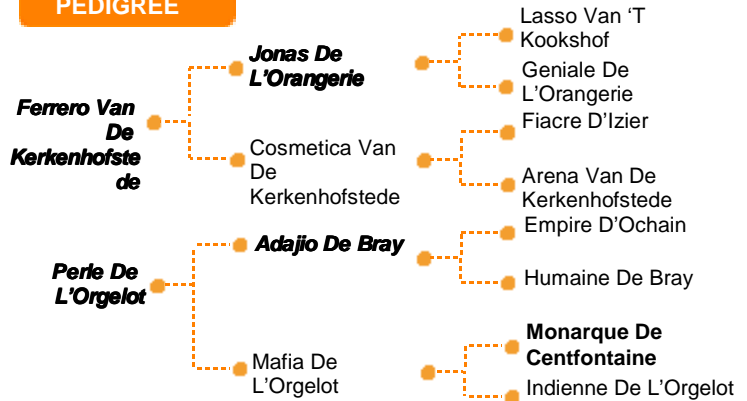 PEDIGREE
Ferrero Van
De
Kerkenhofste
de
Jonas De
L'Orangerie
Lasso Van ‘T
Kookshof
Geniale De
L'Orangerie
Cosmetica Van
De
Kerkenhofstede
Fiacre D'Izier
Arena Van De
Kerkenhofstede
Perle De
L'Orgelot
Adajio De Bray
Empire D'Ochain
Humaine De Bray
Mafia De
L'Orgelot
Monarque De
Centfontaine
Indienne De L'Orgelot